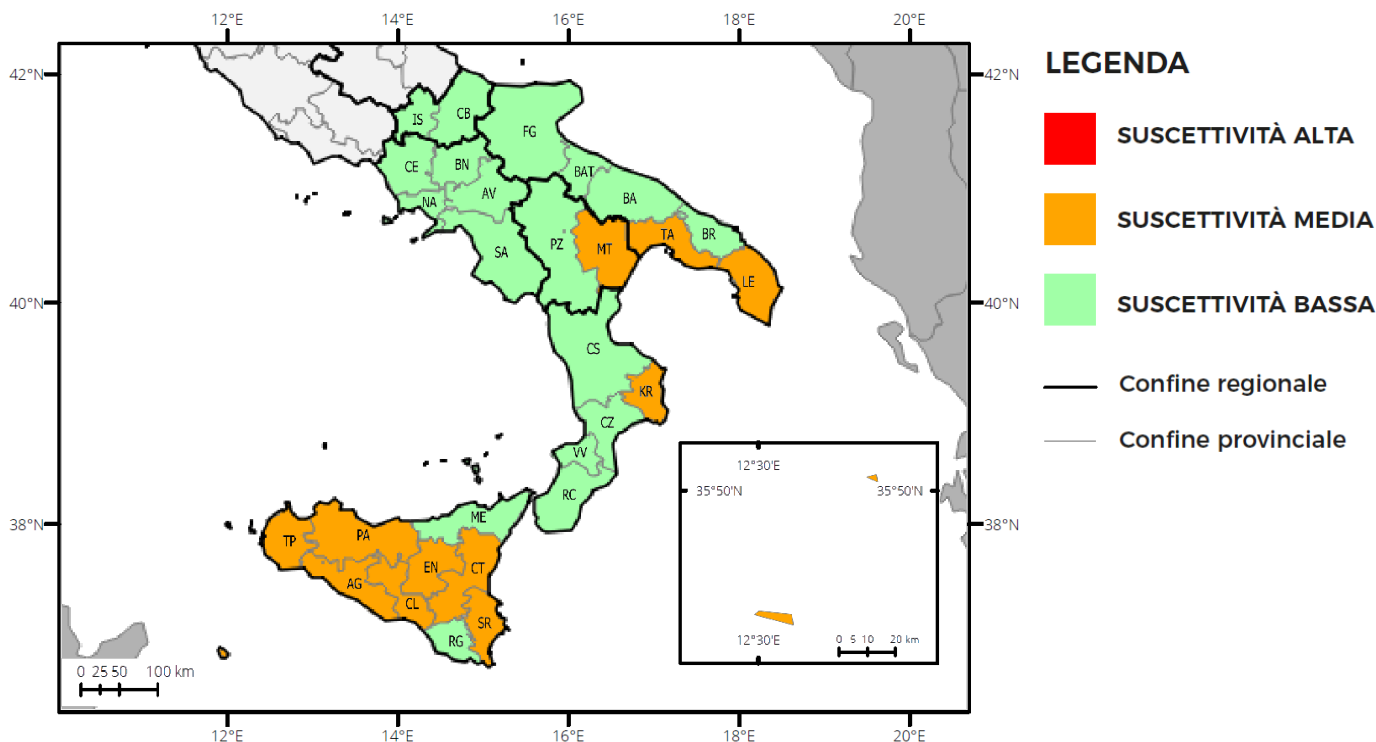 12°E 14°E 16°E 18°E 20°E
42°N 42°N
LEGENDA
SUSCETTIVITÀ ALTA
SUSCETTIVITÀ MEDIA
SUSCETTIVITÀ BASSA
Confine regionale
Confine provinciale
IS CB FG
CE BN BAT
NA AV BA
SA PZ MT TA BR
LE
40°N 40°N
CS
KR
CZ
VV
RC
ME
38°N 38°N
TP PA
AG EN CT
CL SR
RG
12°30'E
35°50'N 35°50'N
12°30'E
0 5 10 20 km
0 25 50 100 km
12°E 14°E 16°E 18°E 20°E